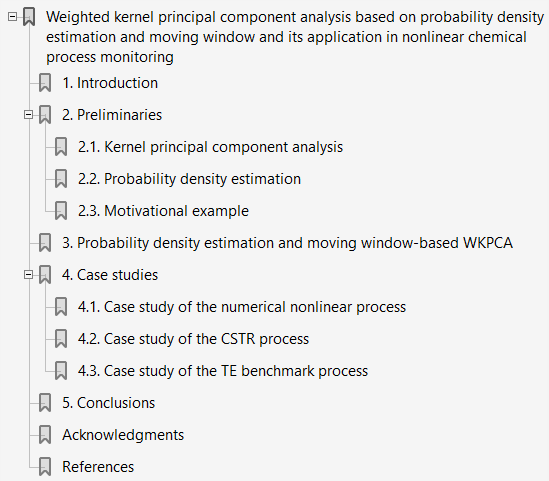 Weighted kernel principal component analysis based on probability density
estimation and moving window and its application in nonlinear chemical
process monitoring
1. Introduction
2. Preliminaries
2.1. Kernel principal component analysis
2.2. Probability density estimation
2.3. Motivational example
3. Probability density estimation and moving window-based WKPCA
4. Case studies
4.1. Case study of the numerical nonlinear process
4.2. Case study of the CSTR process
4.3. Case study of the TE benchmark process
5. Conclusions
Acknowledgments
References